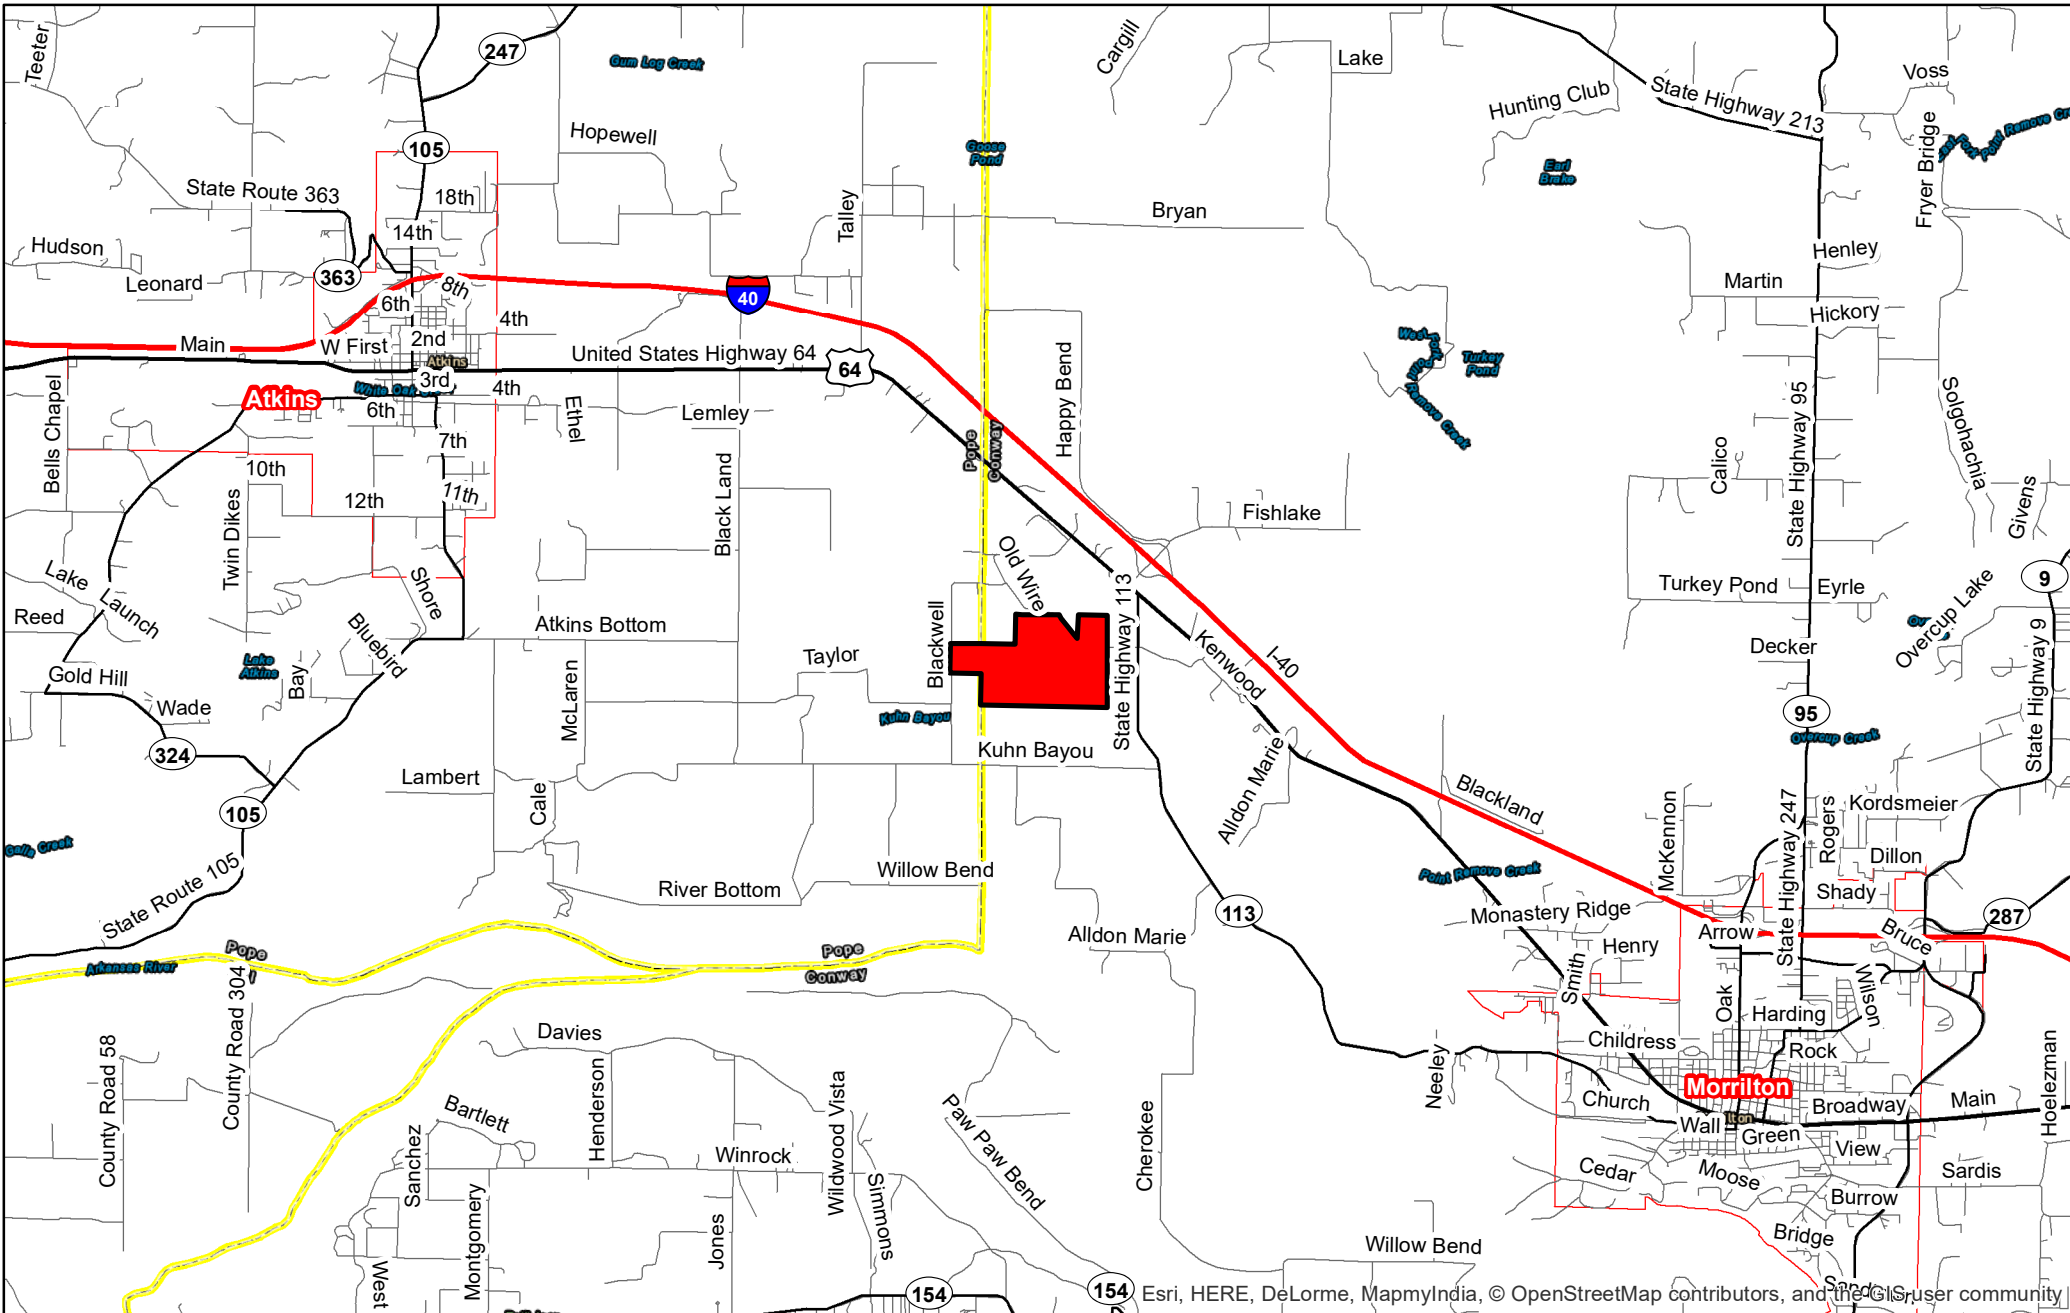 Teeter
247
Gum Log Creek
Cargill
Lake
Hunting Club
State Highway 213
Voss
Fryer Bridge
Hopewell
105
Goose
Pond
Earl
Brake
State Route 363
18th
14th
Talley
Bryan
Hudson
Leonard
363
Henley
Martin
Hickory
8th
6th
40
4th
Main
W First
2nd
Atkins
United States Highway 64
64
3rd
4th
Atkins
6th
Bells Chapel
Ethel
Lemley
Happy Bend
Turkey
Pond
State Highway 95
Solgohachia
Pope
Conway
7th
10th
11th
12th
Twin Dikes
Black Land
Calico
Givens
Fishlake
Old Wire
Lake
Launch
Shore
Reed
Bluebird
Atkins Bottom
Blackwell
State Highway 113
Turkey Pond
Eyrle
9
Overcup Lake
Lake
Atkins
Bay
Gold Hill
McLaren
Taylor
Kenwood
I-40
Decker
State Highway 9
Wade
Kuhn Bayou
95
Overcup Creek
324
Kuhn Bayou
Lambert
Cale
Alldon Marie
Blackland
McKennon
State Highway 247
Rogers
Kordsmeier
105
Galla Creek
Dillon
Shady
Willow Bend
River Bottom
Point Remove Creek
State Route 105
113
Monastery Ridge
287
Arrow
Bruce
Alldon Marie
Henry
Pope
Pope
Conway
Arkansas River
County Road 304
Smith
Oak
Wilson
Harding
Davies
Childress
Rock
County Road 58
Henderson
Wildwood Vista
Paw Paw Bend
Neeley
Morrilton
Church
Broadway
Main
Hoelezman
Bartlett
Sanchez
Cherokee
Wall
Green
View
Winrock
Simmons
Cedar
Moose
Sardis
Burrow
Montgomery
Jones
Bridge
Willow Bend
West
154
154
Esri, HERE, DeLorme, MapmyIndia, © OpenStreetMap contributors, and the GIS user community